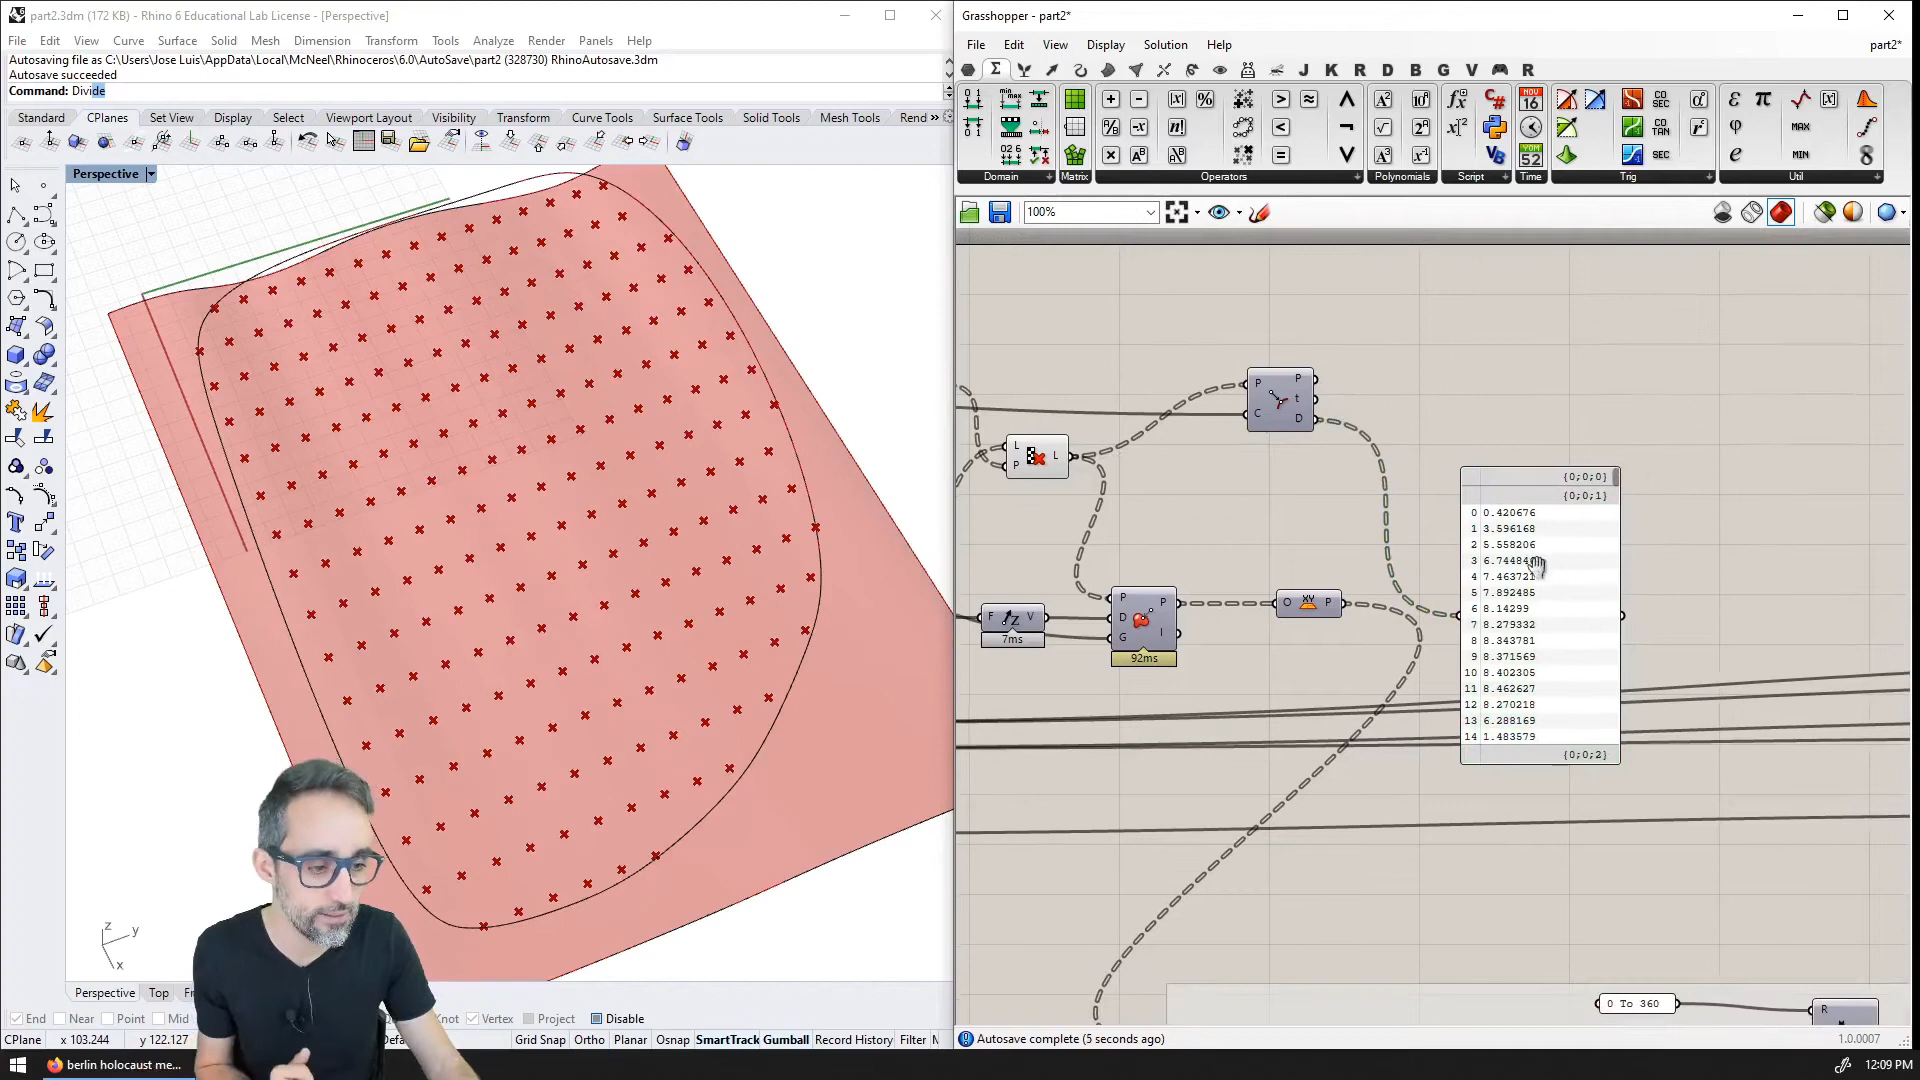 part2.3dm (172 KB) - Rhino 6 Educational Lab License - [Perspective]
File Edit View Curve Surface Solid Mesh Dimension Transform Tools Analyze Render Panels Help
Autosaving file as C:\Users\Jose Luis\AppData\Local\McNeel\Rhinoceros\6.0\AutoSave\part2 (328730) RhinoAutosave.3dm
Autosave succeeded
Command: Divide
Standard CPlanes Set View Display Select Viewport Layout Visibility Transform Curve Tools Surface Tools Solid Tools Mesh Tools Rend »
Perspective
z
y
x
Perspective Top
End Near Point Mid Vertex Project Disable
CPlane x 103.244 y 122.127 Grid Snap Ortho Planar Osnap SmartTrack Gumball Record History Filter
berlin holocaust me...
Grasshopper - part2*
File Edit View Display Solution Help part2*
J K R D B G V R
Domain Matrix Operators Polynomials Script Time Trig Util
100%
P P
t
C D
L L
P
F V
7ms
P P
D
G I
92ms
O XY P
{0;0;0}
{0;0;1}
0 0.420676
1 3.596168
2 5.558206
3 6.7448
4 7.463721
5 7.892485
6 8.14299
7 8.279332
8 8.343781
9 8.371569
10 8.402305
11 8.462627
12 8.270218
13 6.288169
14 1.483579
{0;0;2}
0 To 360
R
Autosave complete (5 seconds ago)
1.0.0007
12:09 PM